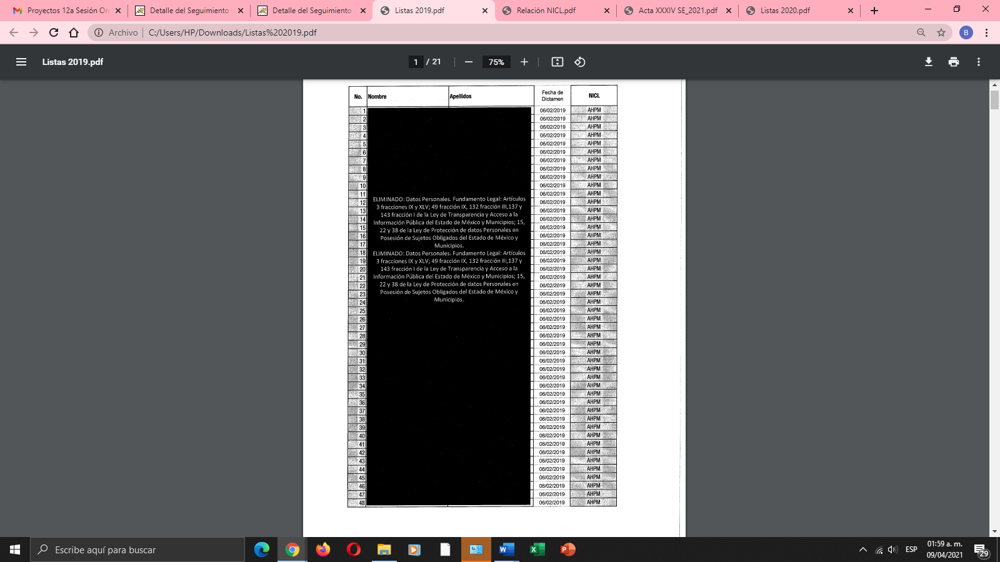 Proyectos 12a Sesión Or
Detalle del Seguimiento
Detalle del Seguimiento
Listas 2019.pdf
Relación NICL.pdf
Acta XXXIV SE_2021.pdf
Listas 2020.pdf
Archivo
C:/Users/HP/Downloads/Listas%202019.pdf
B
Listas 2019.pdf
1 / 21
75%
No. Nombre Apellidos Fecha de Dictamen NICL
1 06/02/2019 AHPM
2 06/02/2019 AHPM
3 06/02/2019 AHPM
4 06/02/2019 AHPM
5 06/02/2019 AHPM
6 06/02/2019 AHPM
7 06/02/2019 AHPM
8 06/02/2019 AHPM
9 06/02/2019 AHPM
10 06/02/2019 AHPM
11 06/02/2019 AHPM
12 06/02/2019 AHPM
13 06/02/2019 AHPM
14 06/02/2019 AHPM
15 06/02/2019 AHPM
16 06/02/2019 AHPM
17 06/02/2019 AHPM
18 06/02/2019 AHPM
19 06/02/2019 AHPM
20 06/02/2019 AHPM
21 06/02/2019 AHPM
22 06/02/2019 AHPM
23 06/02/2019 AHPM
24 06/02/2019 AHPM
25 06/02/2019 AHPM
26 06/02/2019 AHPM
27 06/02/2019 AHPM
28 06/02/2019 AHPM
29 06/02/2019 AHPM
30 06/02/2019 AHPM
31 06/02/2019 AHPM
32 06/02/2019 AHPM
33 06/02/2019 AHPM
34 06/02/2019 AHPM
35 06/02/2019 AHPM
36 06/02/2019 AHPM
37 06/02/2019 AHPM
38 06/02/2019 AHPM
39 06/02/2019 AHPM
40 06/02/2019 AHPM
41 06/02/2019 AHPM
42 06/02/2019 AHPM
43 06/02/2019 AHPM
44 06/02/2019 AHPM
45 06/02/2019 AHPM
46 06/02/2019 AHPM
47 06/02/2019 AHPM
48 06/02/2019 AHPM
ELIMINADO: Datos Personales. Fundamento Legal: Artículos
3 fracciones IX y XLV; 49 fracción IX, 132 fracción III,137 y
143 fracción I de la Ley de Transparencia y Acceso a la
Información Pública del Estado de México y Municipios; 15,
22 y 38 de la Ley de Protección de datos Personales en
Posesión de Sujetos Obligados del Estado de México y
Municipios.
ELIMINADO: Datos Personales. Fundamento Legal: Artículos
3 fracciones IX y XLV; 49 fracción IX, 132 fracción III,137 y
143 fracción I de la Ley de Transparencia y Acceso a la
Información Pública del Estado de México y Municipios; 15,
22 y 38 de la Ley de Protección de datos Personales en
Posesión de Sujetos Obligados del Estado de México y
Municipios.
Escribe aquí para buscar
ESP
01:59 a. m.
09/04/2021
29